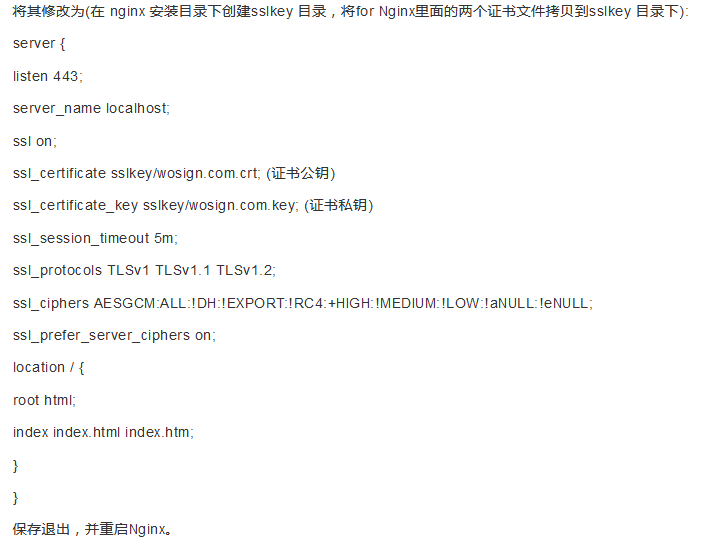 将其修改为(在 nginx 安装目录下创建sslkey 目录，将for Nginx里面的两个证书文件拷贝到sslkey 目录下):
server {
listen 443;
server_name localhost;
ssl on;
ssl_certificate sslkey/wosign.com.crt; (证书公钥)
ssl_certificate_key sslkey/wosign.com.key; (证书私钥)
ssl_session_timeout 5m;
ssl_protocols TLSv1 TLSv1.1 TLSv1.2;
ssl_ciphers AESGCM:ALL:!DH:!EXPORT:!RC4:+HIGH:!MEDIUM:!LOW:!aNULL:!eNULL;
ssl_prefer_server_ciphers on;
location / {
root html;
index index.html index.htm;
}
}
保存退出，并重启Nginx。